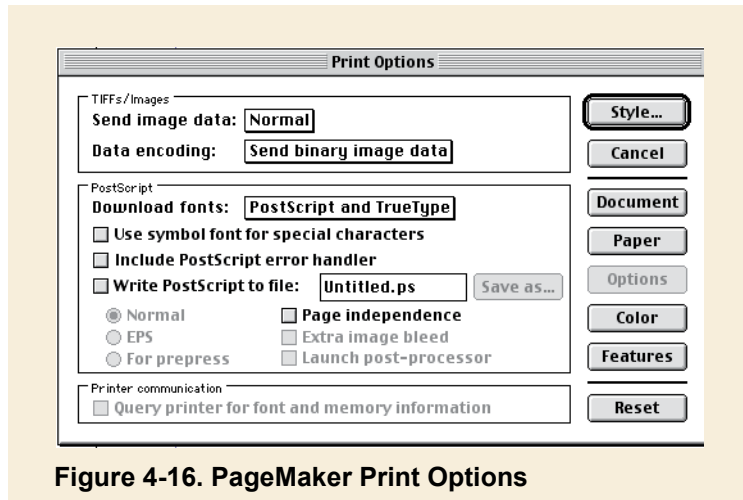 Print Options
TIFFs/Images
Send image data: Normal
Data encoding: Send binary image data
PostScript
Download fonts: PostScript and TrueType
Use symbol font for special characters
Include PostScript error handler
Write PostScript to file: Untitled.ps Save as...
Normal Page independence
EPS Extra image bleed
For prepress Launch post-processor
Printer communication
Query printer for font and memory information
Style...
Cancel
Document
Paper
Options
Color
Features
Reset
Figure 4-16. PageMaker Print Options